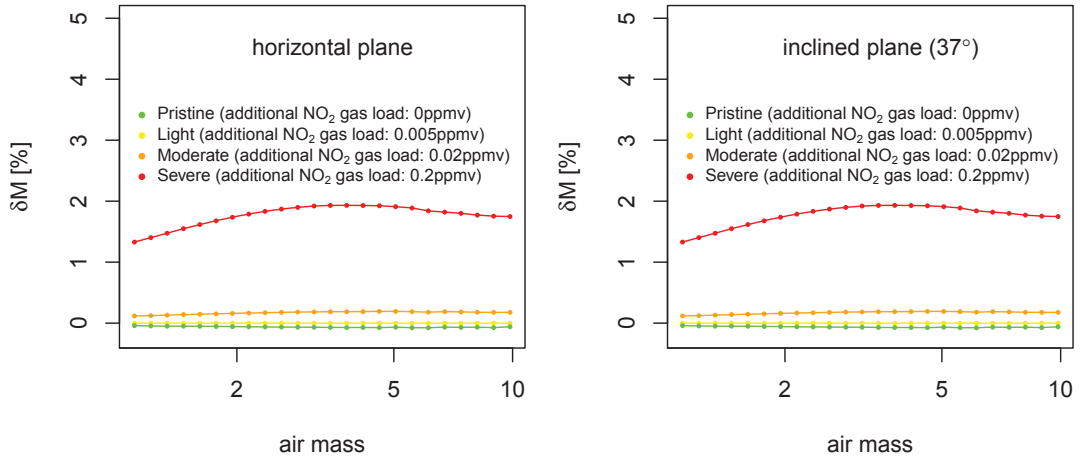 horizontal plane
Pristine (additional NO₂ gas load: 0ppmv)
Light (additional NO₂ gas load: 0.005ppmv)
Moderate (additional NO₂ gas load: 0.02ppmv)
Severe (additional NO₂ gas load: 0.2ppmv)
δM [%]
5
4
3
2
1
0
2
5
10
air mass
inclined plane (37°)
Pristine (additional NO₂ gas load: 0ppmv)
Light (additional NO₂ gas load: 0.005ppmv)
Moderate (additional NO₂ gas load: 0.02ppmv)
Severe (additional NO₂ gas load: 0.2ppmv)
δM [%]
5
4
3
2
1
0
2
5
10
air mass